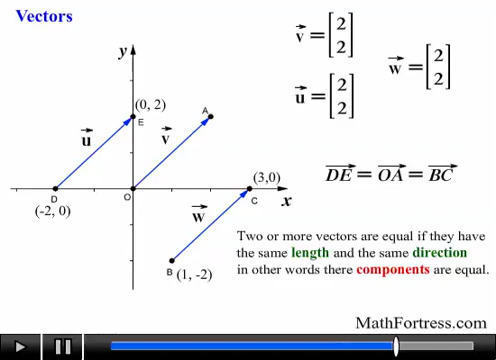 Vectors
y
v = [2 2]
w = [2 2]
u = [2 2]
(0, 2)
E
A
u
v
DE = OA = BC
(3,0)
D
O
C
x
(-2, 0)
w
B (1, -2)
Two or more vectors are equal if they have
the same length and the same direction
in other words there components are equal.
MathFortress.com